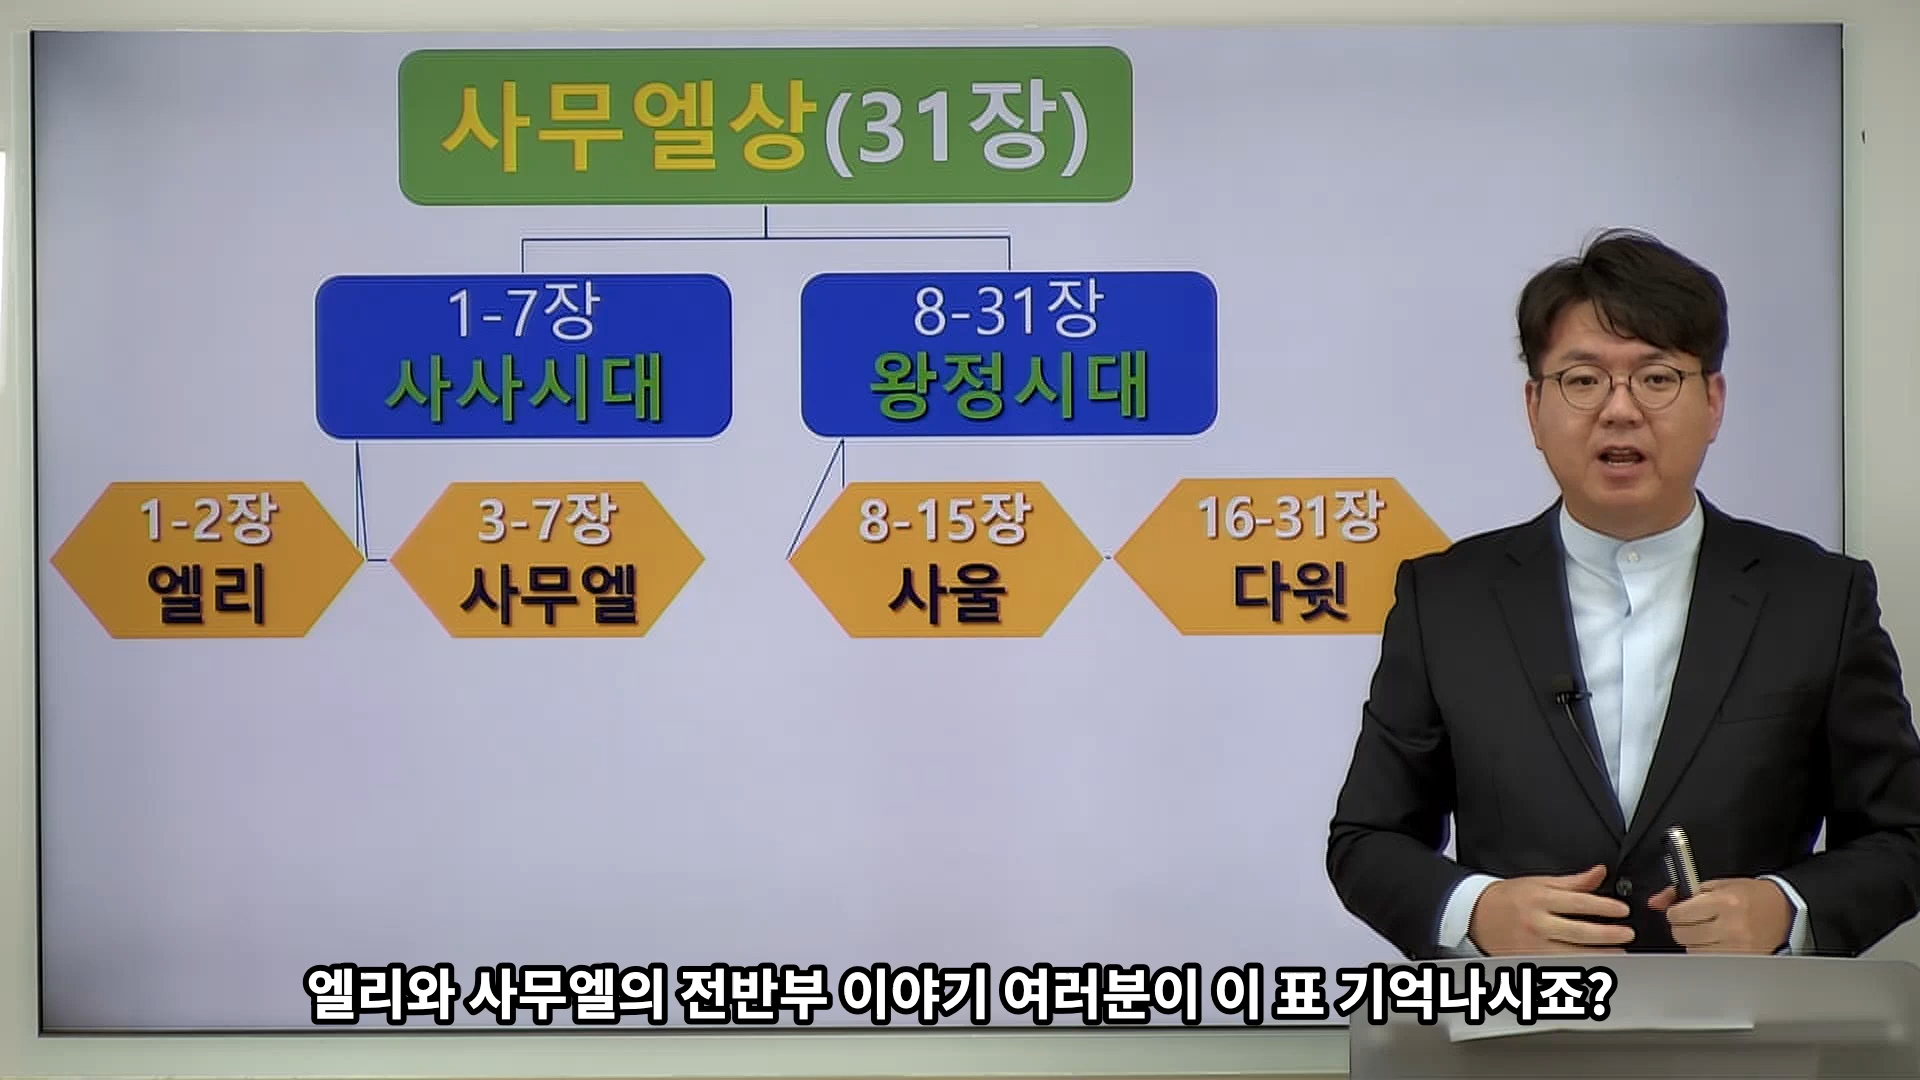 사무엘상(31장)
1-7장
사사시대
8-31장
왕정시대
1-2장
엘리
3-7장
사무엘
8-15장
사울
16-31장
다윗
엘리와 사무엘의 전반부 이야기 여러분이 이 표 기억나시죠?